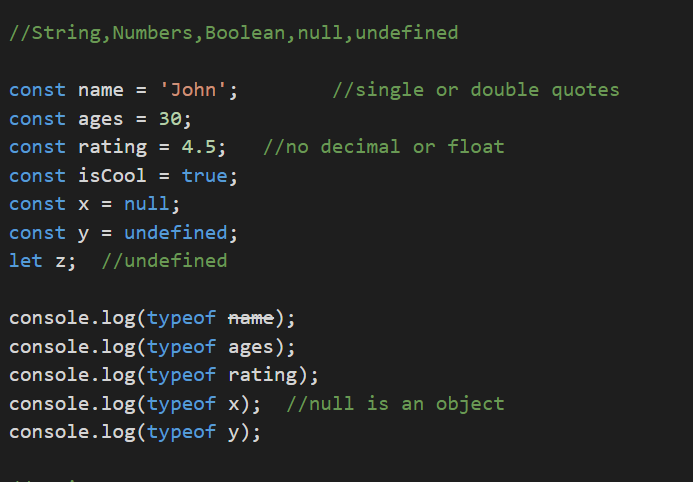 //String,Numbers,Boolean,null,undefined
const name = 'John';        //single or double quotes
const ages = 30;
const rating = 4.5;   //no decimal or float
const isCool = true;
const x = null;
const y = undefined;
let z;  //undefined
console.log(typeof name);
console.log(typeof ages);
console.log(typeof rating);
console.log(typeof x);  //null is an object
console.log(typeof y);